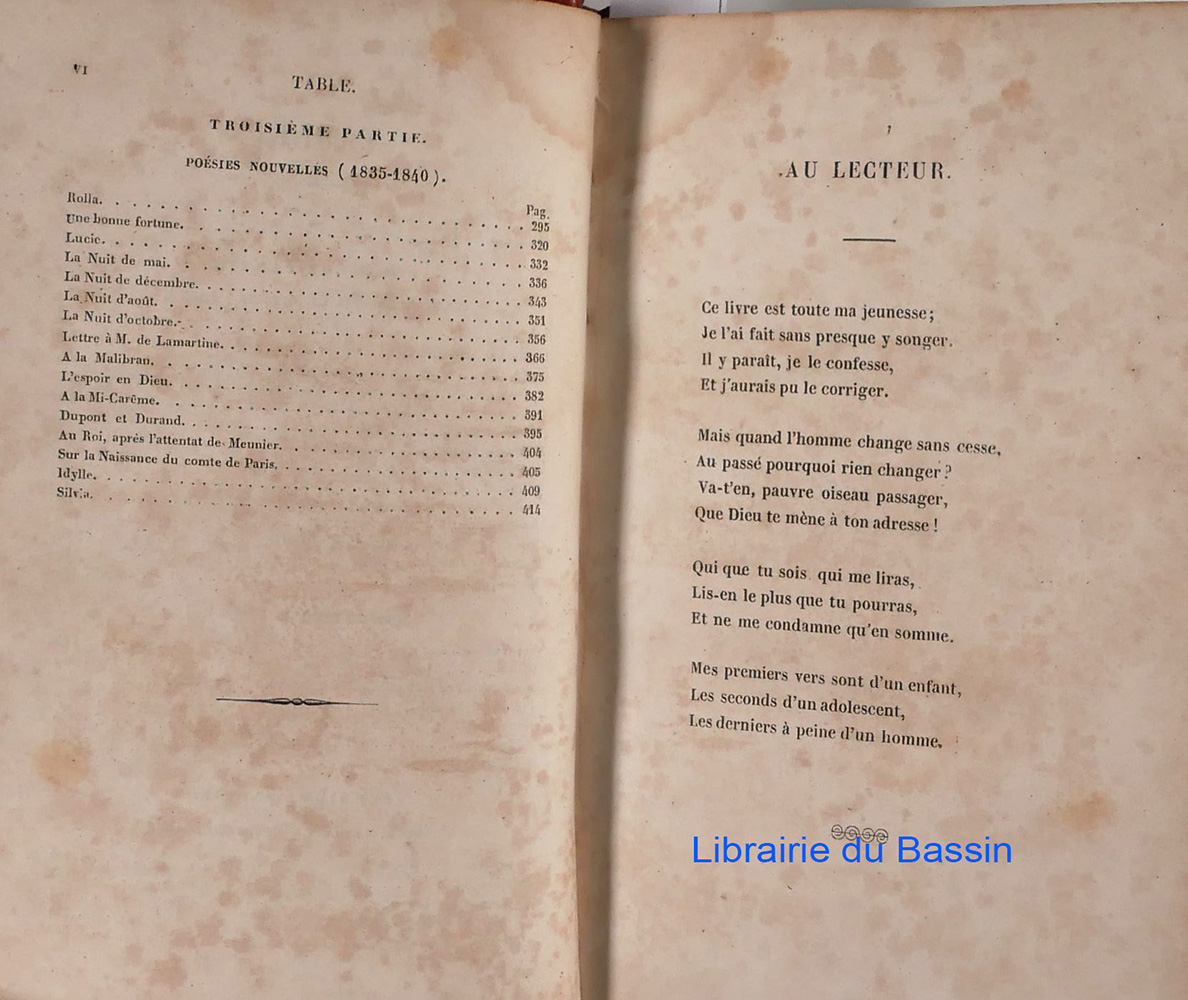 VI
TABLE.
TROISIÈME PARTIE.
POÉSIES NOUVELLES (1835-1840).
Pag.
Rolla. 295
Une bonne fortune. 320
Lucie. 332
La Nuit de mai. 336
La Nuit de décembre. 343
La Nuit d'août. 351
La Nuit d'octobre. 356
Lettre à M. de Lamartine. 366
A la Malibran. 375
L'espoir en Dieu. 382
A la Mi-Carême. 391
Dupont et Durand. 395
Au Roi, après l'attentat de Meunier. 404
Sur la Naissance du comte de Paris. 405
Idylle. 409
Silvia. 414
AU LECTEUR.
Ce livre est toute ma jeunesse;
Je l'ai fait sans presque y songer.
Il y paraît, je le confesse,
Et j'aurais pu le corriger.
Mais quand l'homme change sans cesse,
Au passé pourquoi rien changer?
Va-t'en, pauvre oiseau passager,
Que Dieu te mène à ton adresse!
Qui que tu sois qui me liras,
Lis-en le plus que tu pourras,
Et ne me condamne qu'en somme.
Mes premiers vers sont d'un enfant,
Les seconds d'un adolescent,
Les derniers à peine d'un homme.
Librairie du Bassin